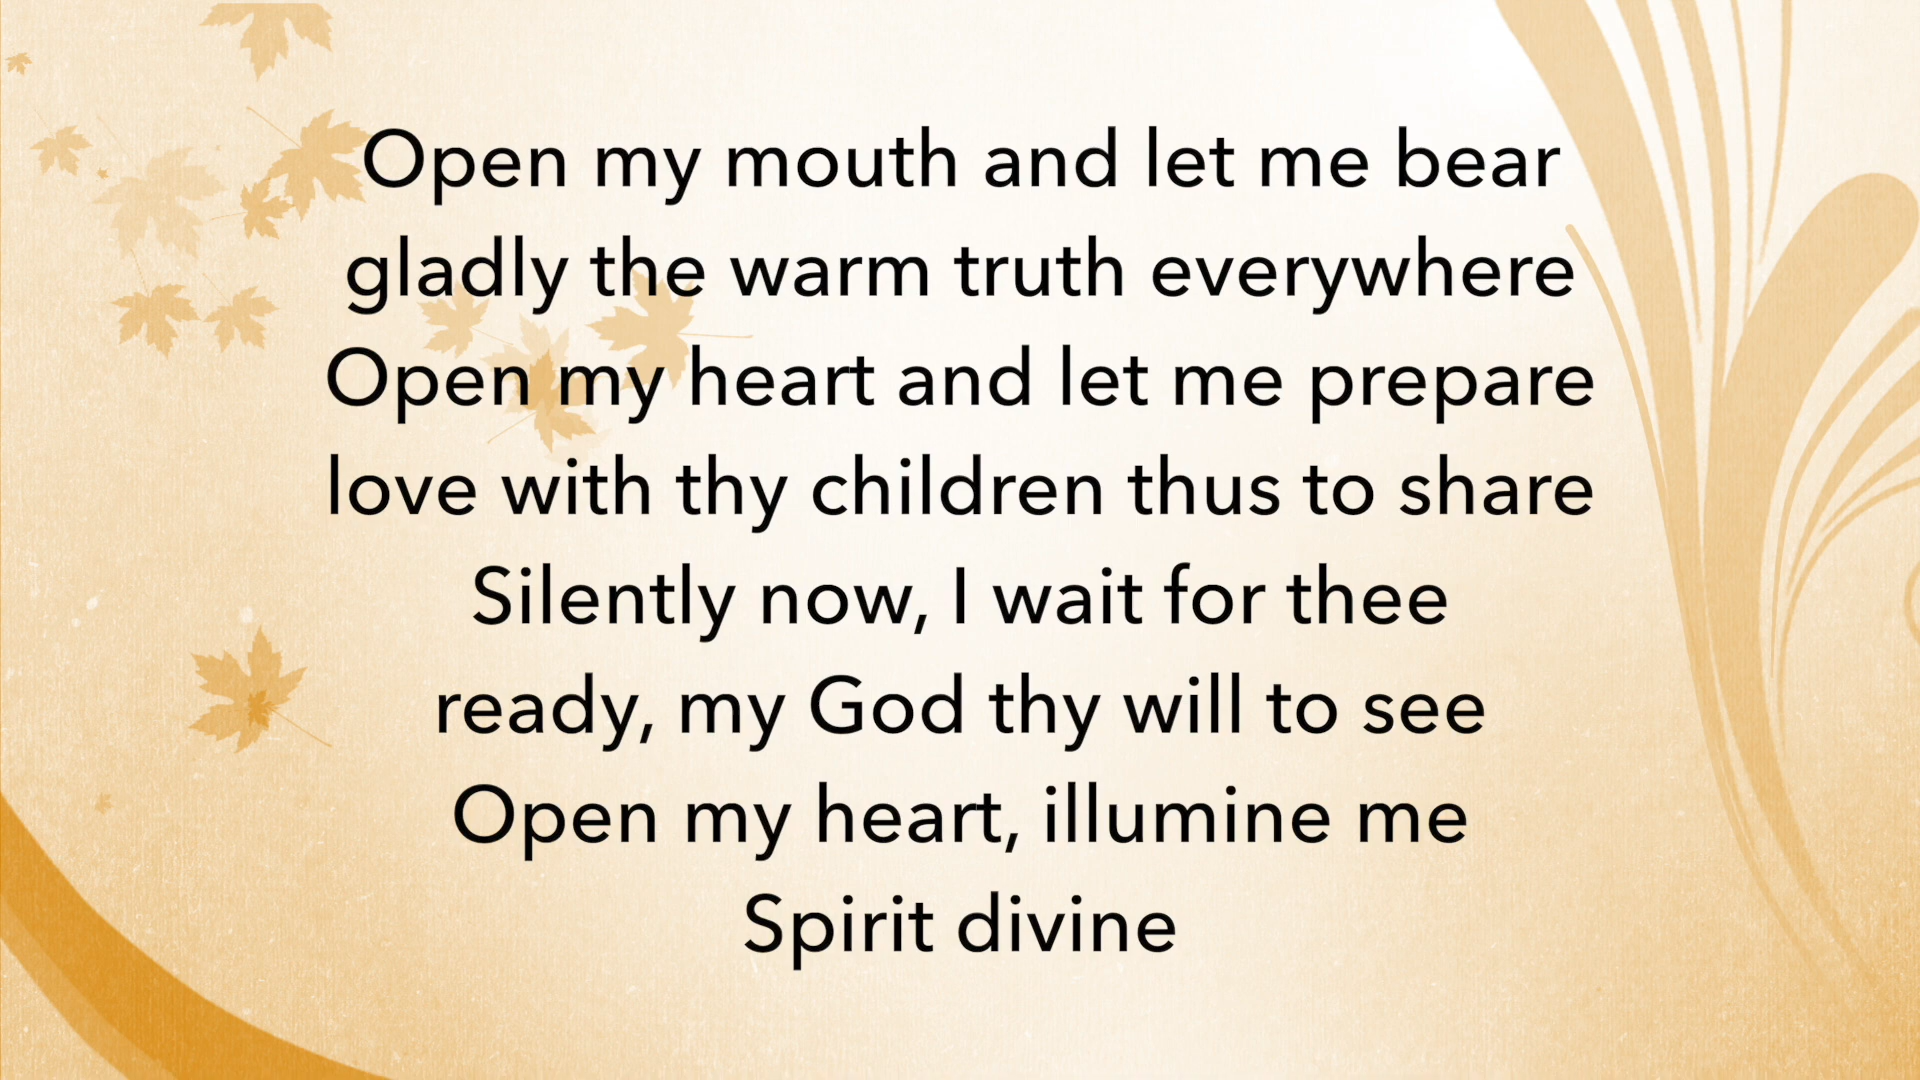 Open my mouth and let me bear
gladly the warm truth everywhere
Open my heart and let me prepare
love with thy children thus to share
Silently now, I wait for thee
ready, my God thy will to see
Open my heart, illumine me
Spirit divine